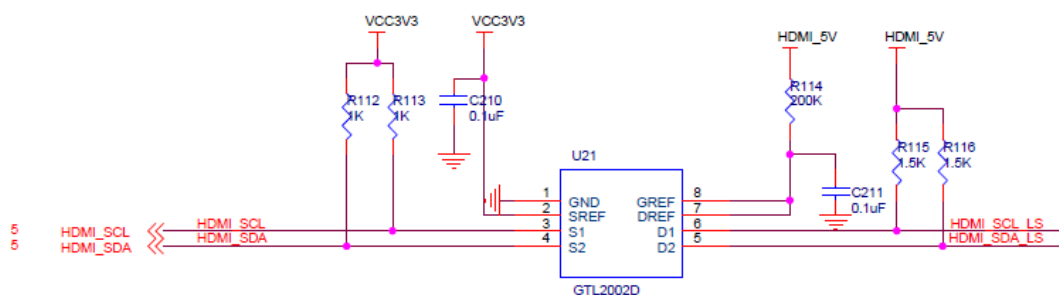 VCC3V3
VCC3V3
HDMI_5V
HDMI_5V
R112
1K
R113
1K
C210
0.1uF
R114
200K
R115
1.5K
R116
1.5K
C211
0.1uF
U21
1 GND GREF 8
2 SREF DREF 7
3 S1 D1 6
4 S2 D2 5
5 HDMI_SCL HDMI_SCL HDMI_SCL_LS
5 HDMI_SDA HDMI_SDA HDMI_SDA_LS
GTL2002D